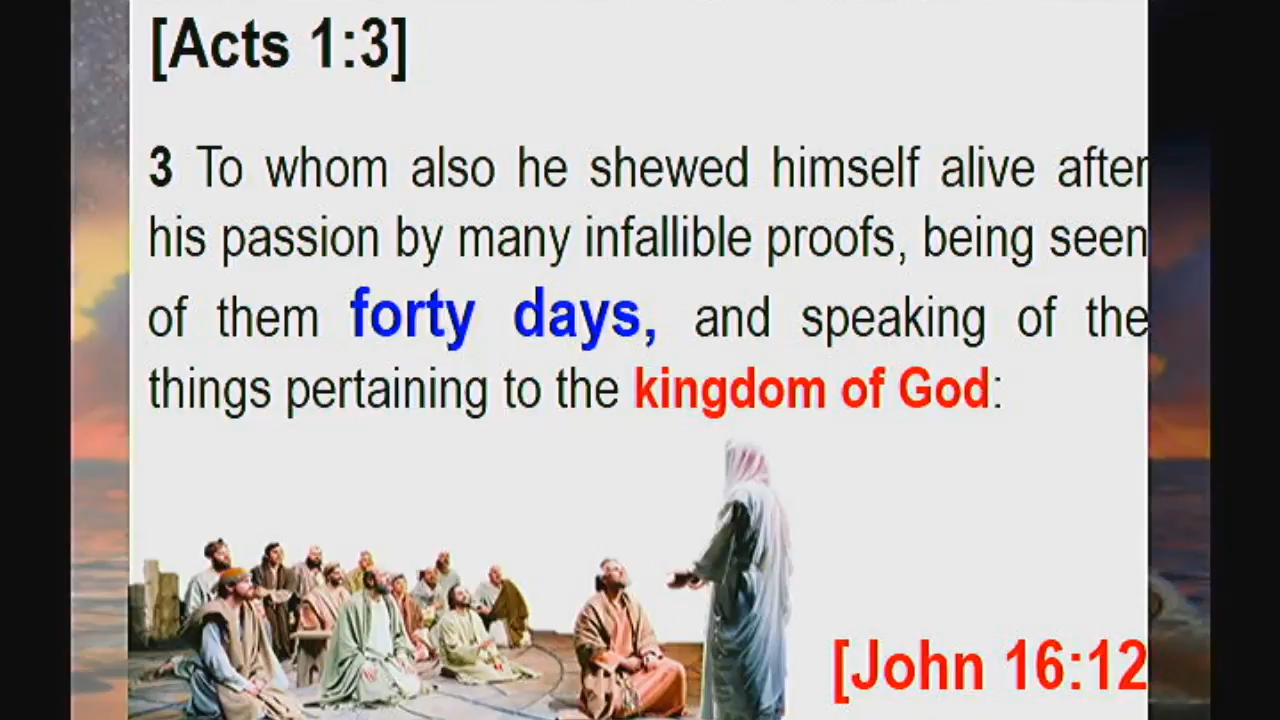 [Acts 1:3]
3 To whom also he shewed himself alive after
his passion by many infallible proofs, being seen
of them forty days, and speaking of the
things pertaining to the kingdom of God:
[John 16:12